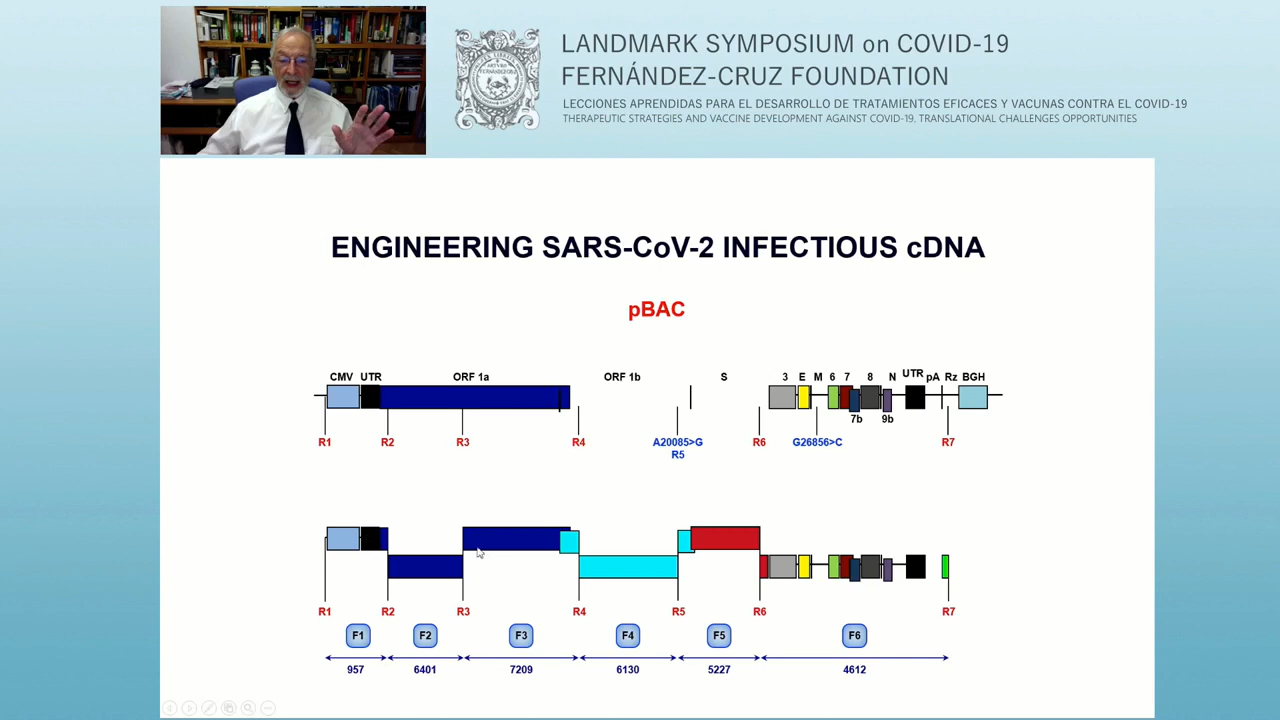 LANDMARK SYMPOSIUM on COVID-19
FERNÁNDEZ-CRUZ FOUNDATION
LECCIONES APRENDIDAS PARA EL DESARROLLO DE TRATAMIENTOS EFICACES Y VACUNAS CONTRA EL COVID-19
THERAPEUTIC STRATEGIES AND VACCINE DEVELOPMENT AGAINST COVID-19. TRANSLATIONAL CHALLENGES OPPORTUNITIES
ENGINEERING SARS-CoV-2 INFECTIOUS cDNA
pBAC
CMV UTR ORF 1a ORF 1b S 3 E M 6 7 8 N UTR pA Rz BGH
7b 9b
R1 R2 R3 R4 A20085>G R6 G26856>C R7
R5
R1 R2 R3 R4 R5 R6 R7
F1 F2 F3 F4 F5 F6
957 6401 7209 6130 5227 4612